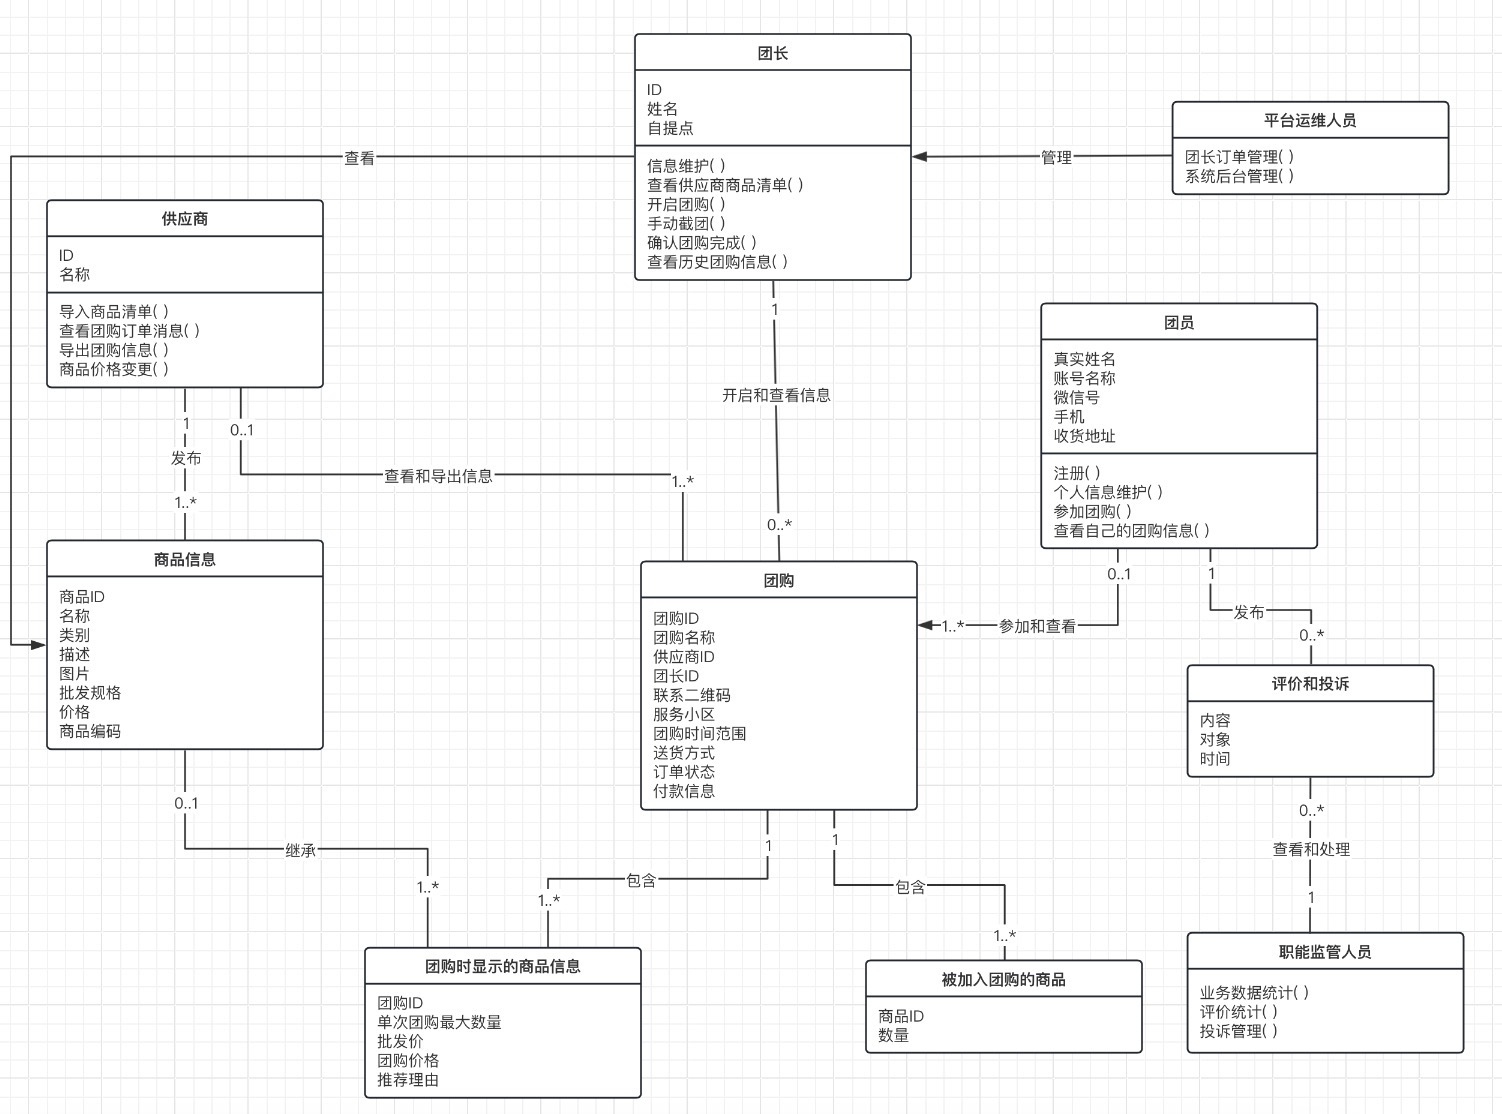 团长
ID
姓名
自提点
信息维护( )
查看供应商商品清单( )
开启团购( )
手动截团( )
确认团购完成( )
查看历史团购信息( )
平台运维人员
团长订单管理( )
系统后台管理( )
管理
查看
供应商
ID
名称
导入商品清单( )
查看团购订单消息( )
导出团购信息( )
商品价格变更( )
1
开启和查看信息
0..*
团员
真实姓名
账号名称
微信号
手机
收货地址
注册( )
个人信息维护( )
参加团购( )
查看自己的团购信息( )
1
发布
1..*
0..1
查看和导出信息
1..*
商品信息
商品ID
名称
类别
描述
图片
批发规格
价格
商品编码
团购
团购ID
团购名称
供应商ID
团长ID
联系二维码
服务小区
团购时间范围
送货方式
订单状态
付款信息
0..1
参加和查看
1..*
1
发布
0..*
评价和投诉
内容
对象
时间
0..*
查看和处理
1
0..1
继承
1..*
1
包含
1..*
1
包含
1..*
团购时显示的商品信息
团购ID
单次团购最大数量
批发价
团购价格
推荐理由
被加入团购的商品
商品ID
数量
职能监管人员
业务数据统计( )
评价统计( )
投诉管理( )